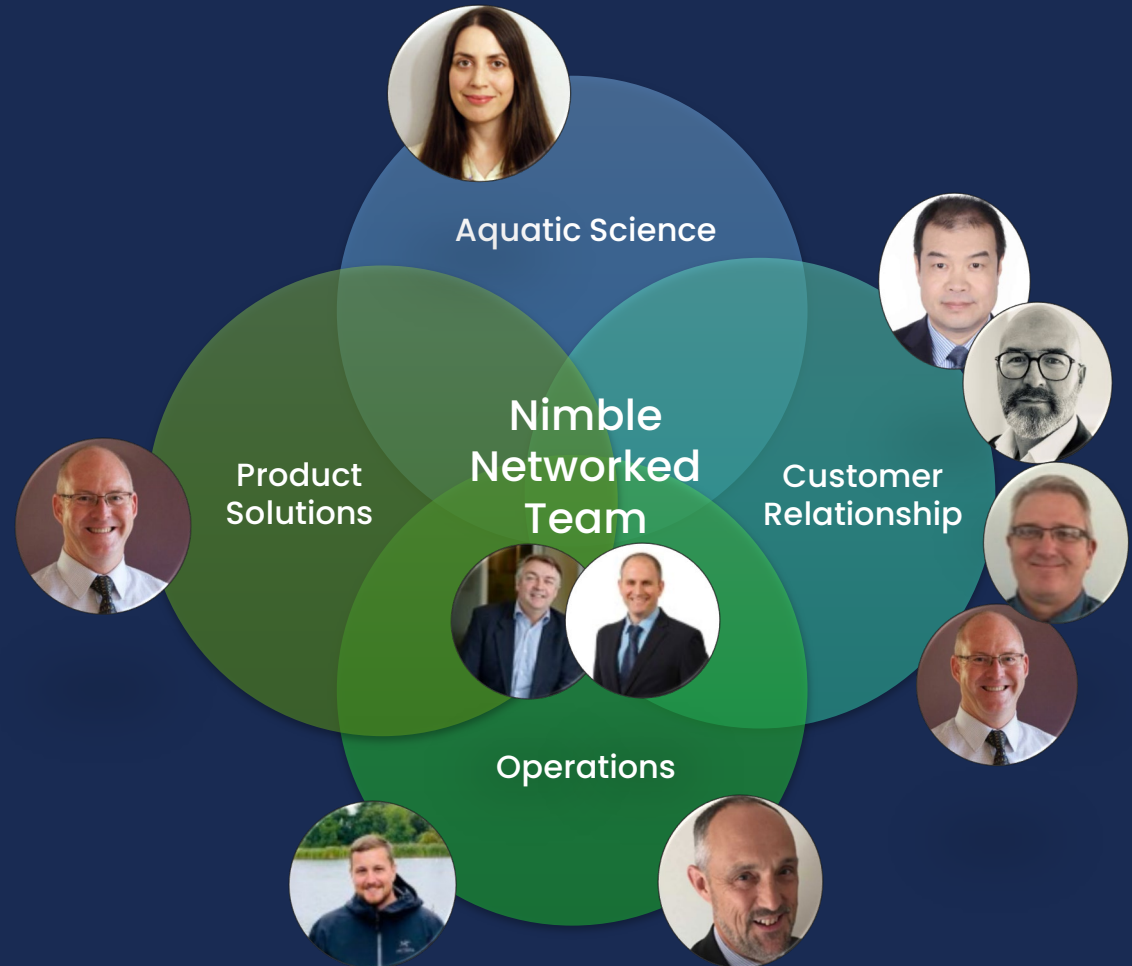 Aquatic Science
Nimble
Networked
Team
Product
Solutions
Customer
Relationship
Operations